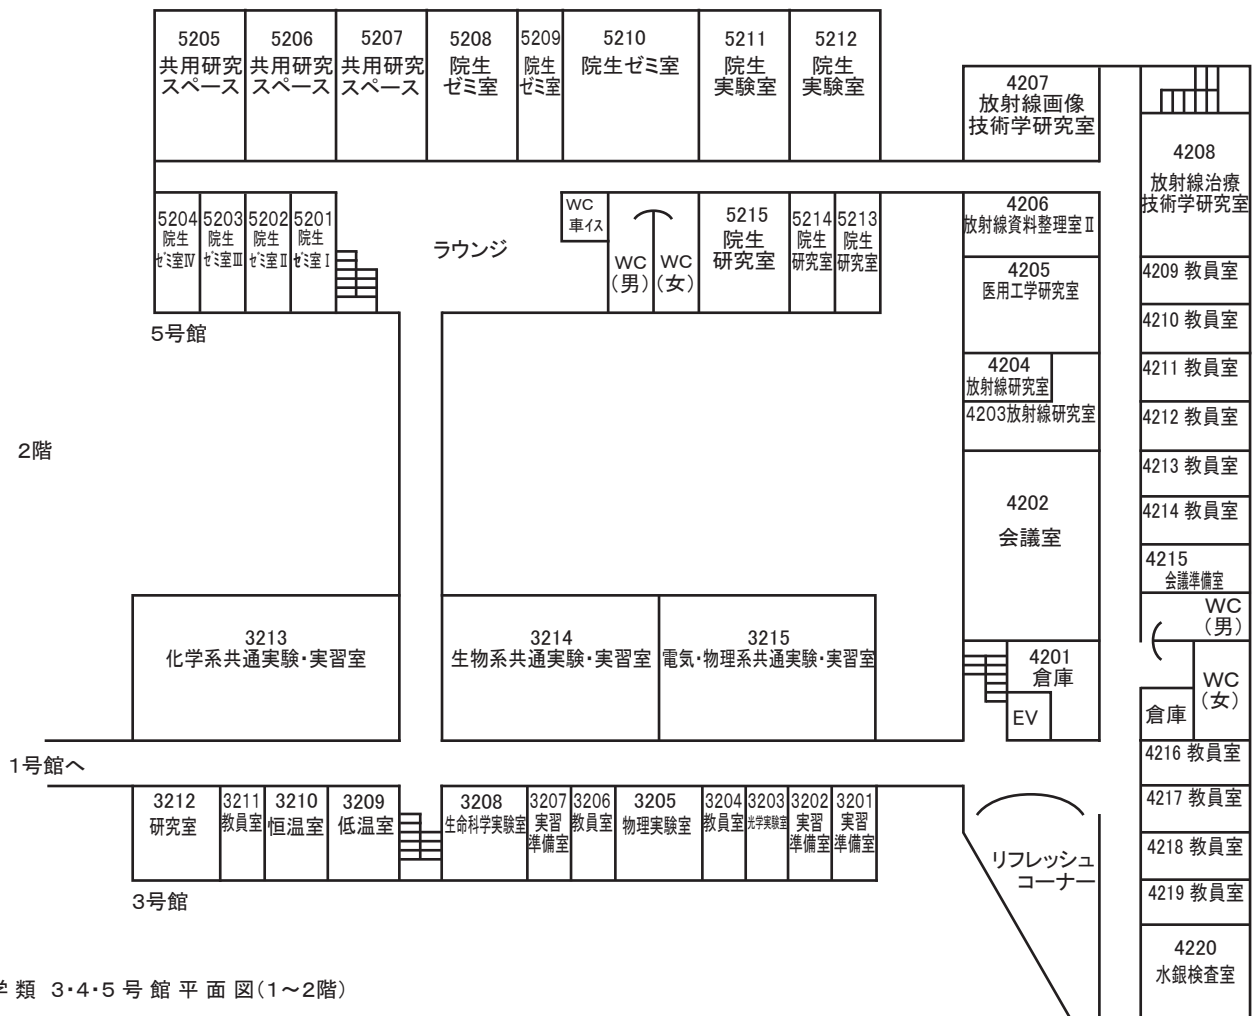 5205
共用研究
スペース
5206
共用研究
スペース
5207
共用研究
スペース
5208
院生
ゼミ室
5209
院生
ゼミ室
5210
院生ゼミ室
5211
院生
実験室
5212
院生
実験室
5204
院生
ゼミ室Ⅳ
5203
院生
ゼミ室Ⅲ
5202
院生
ゼミ室Ⅱ
5201
院生
ゼミ室Ⅰ
ラウンジ
WC
車イス
WC
(男)
WC
(女)
5215
院生
研究室
5214
院生
研究室
5213
院生
研究室
5号館
4207
放射線画像
技術学研究室
4206
放射線資料整理室Ⅱ
4205
医用工学研究室
4204
放射線研究室
4203放射線研究室
4202
会議室
4201
倉庫
EV
4208
放射線治療
技術学研究室
4209 教員室
4210 教員室
4211 教員室
4212 教員室
4213 教員室
4214 教員室
4215
会議準備室
WC
(男)
WC
(女)
倉庫
4216 教員室
4217 教員室
4218 教員室
4219 教員室
4220
水銀検査室
2階
3213
化学系共通実験・実習室
3214
生物系共通実験・実習室
3215
電気・物理系共通実験・実習室
1号館へ
3212
研究室
3211
教員室
3210
恒温室
3209
低温室
3208
生命科学実験室
3207
実習
準備室
3206
教員室
3205
物理実験室
3204
教員室
3203
光学実験室
3202
実習
準備室
3201
実習
準備室
リフレッシュ
コーナー
3号館
学類 3・4・5号館平面図(1〜2階)